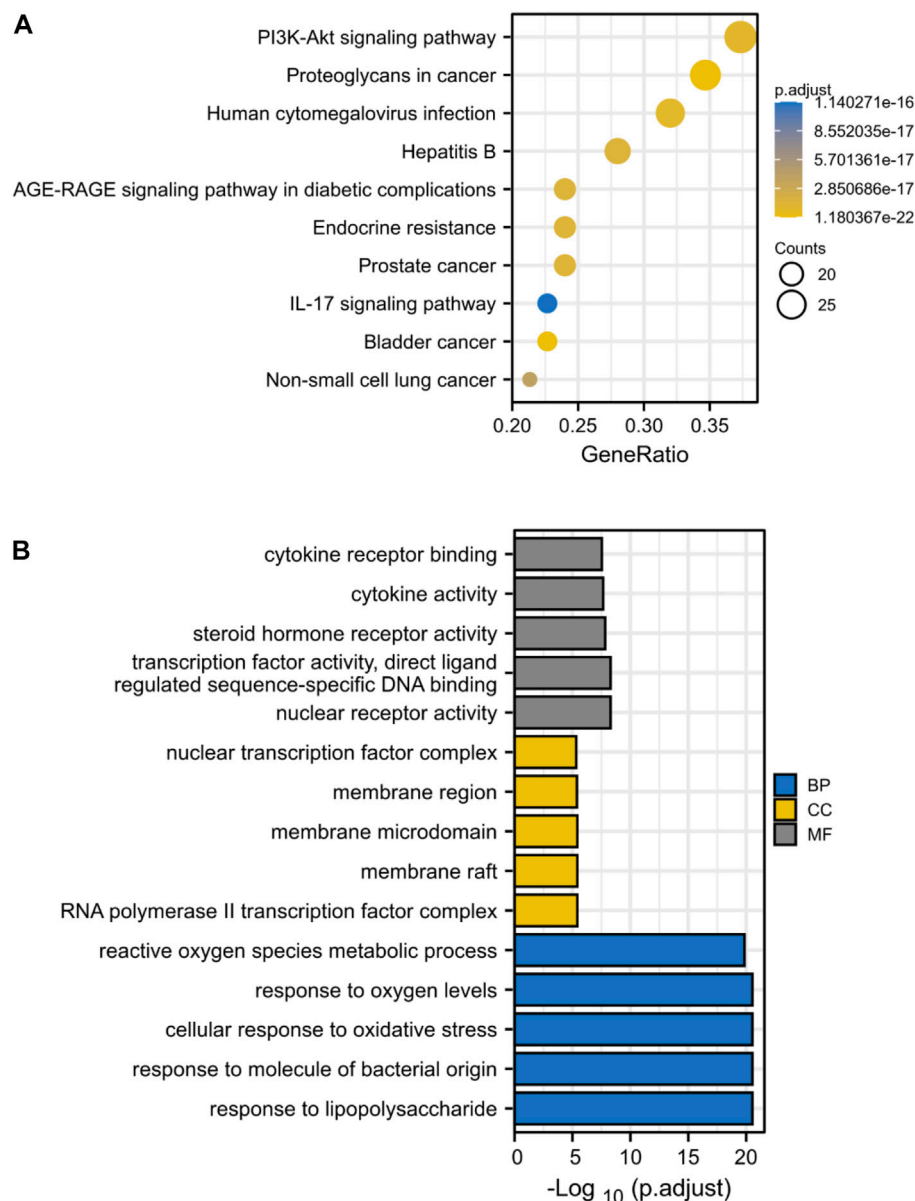 A
PI3K-Akt signaling pathway
Proteoglycans in cancer
Human cytomegalovirus infection
Hepatitis B
AGE-RAGE signaling pathway in diabetic complications
Endocrine resistance
Prostate cancer
IL-17 signaling pathway
Bladder cancer
Non-small cell lung cancer
0.20 0.25 0.30 0.35
GeneRatio
p.adjust
1.140271e-16
8.552035e-17
5.701361e-17
2.850686e-17
1.180367e-22
Counts
20
25
B
cytokine receptor binding
cytokine activity
steroid hormone receptor activity
transcription factor activity, direct ligand
regulated sequence-specific DNA binding
nuclear receptor activity
nuclear transcription factor complex
membrane region
membrane microdomain
membrane raft
RNA polymerase II transcription factor complex
reactive oxygen species metabolic process
response to oxygen levels
cellular response to oxidative stress
response to molecule of bacterial origin
response to lipopolysaccharide
0 5 10 15 20
-Log 10 (p.adjust)
BP
CC
MF